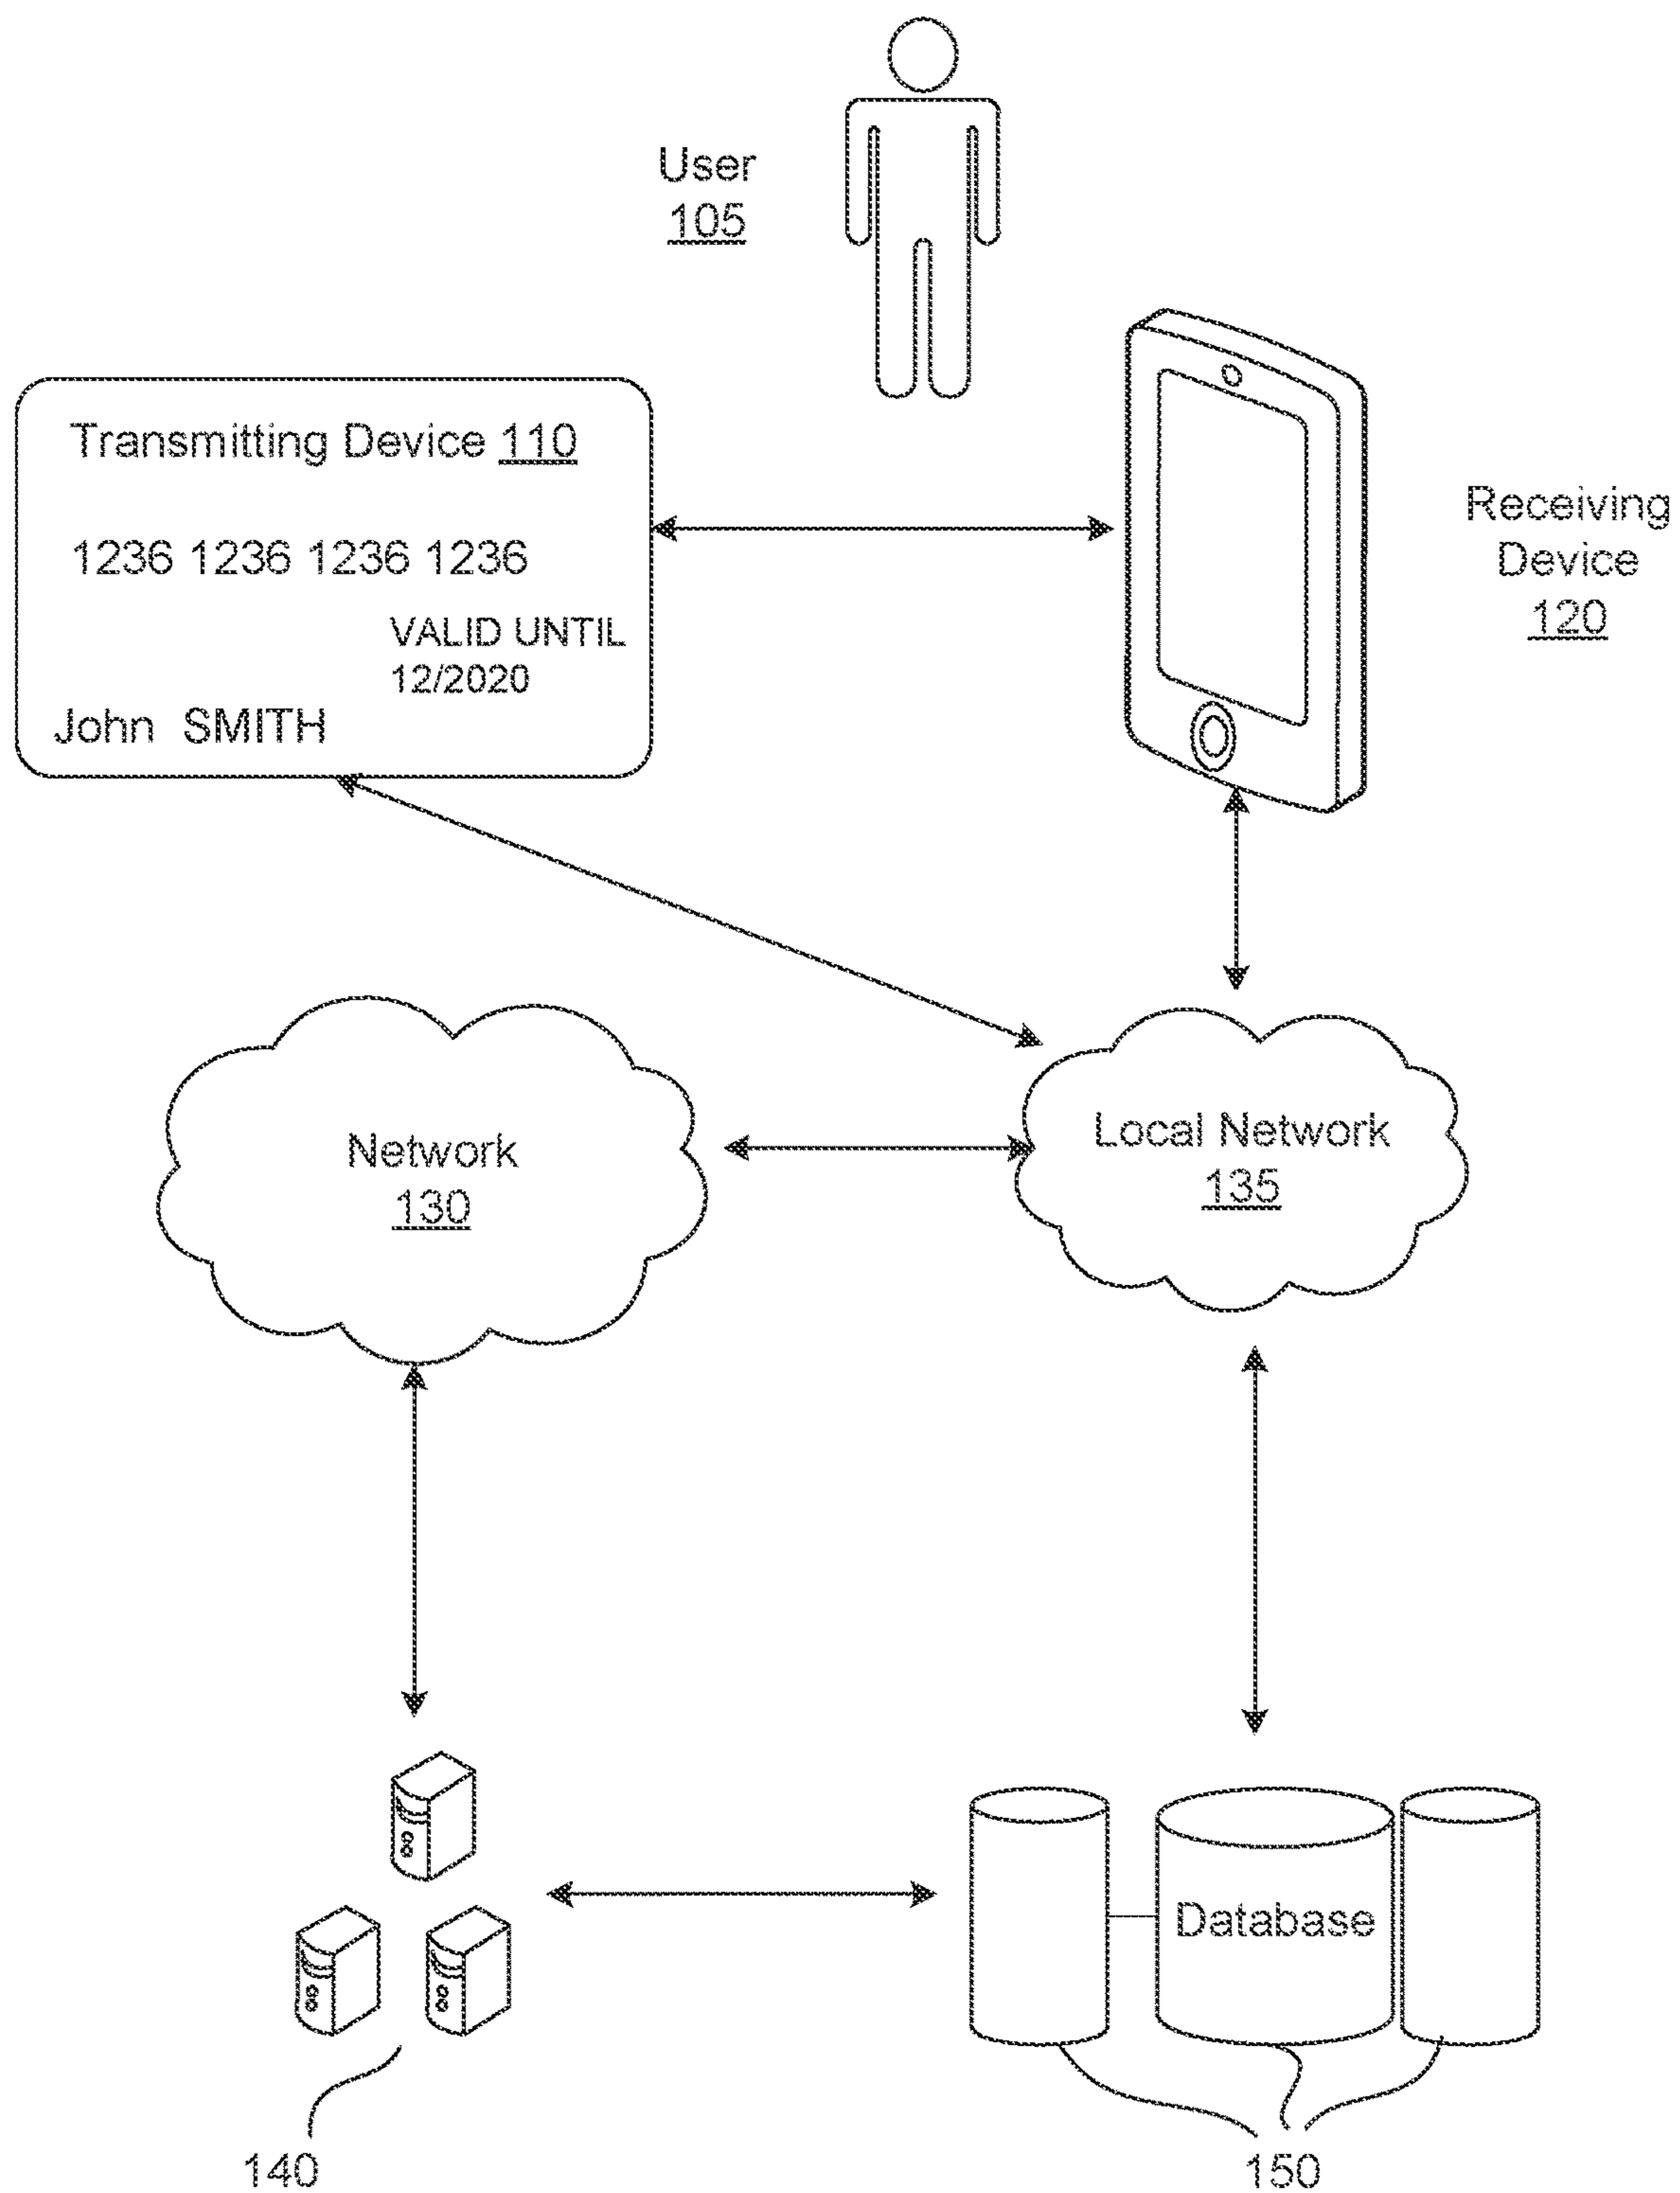 User
105
Transmitting Device 110
1236 1236 1236 1236
VALID UNTIL
12/2020
John SMITH
Receiving
Device
120
Network
130
Local Network
135
Database
140
150